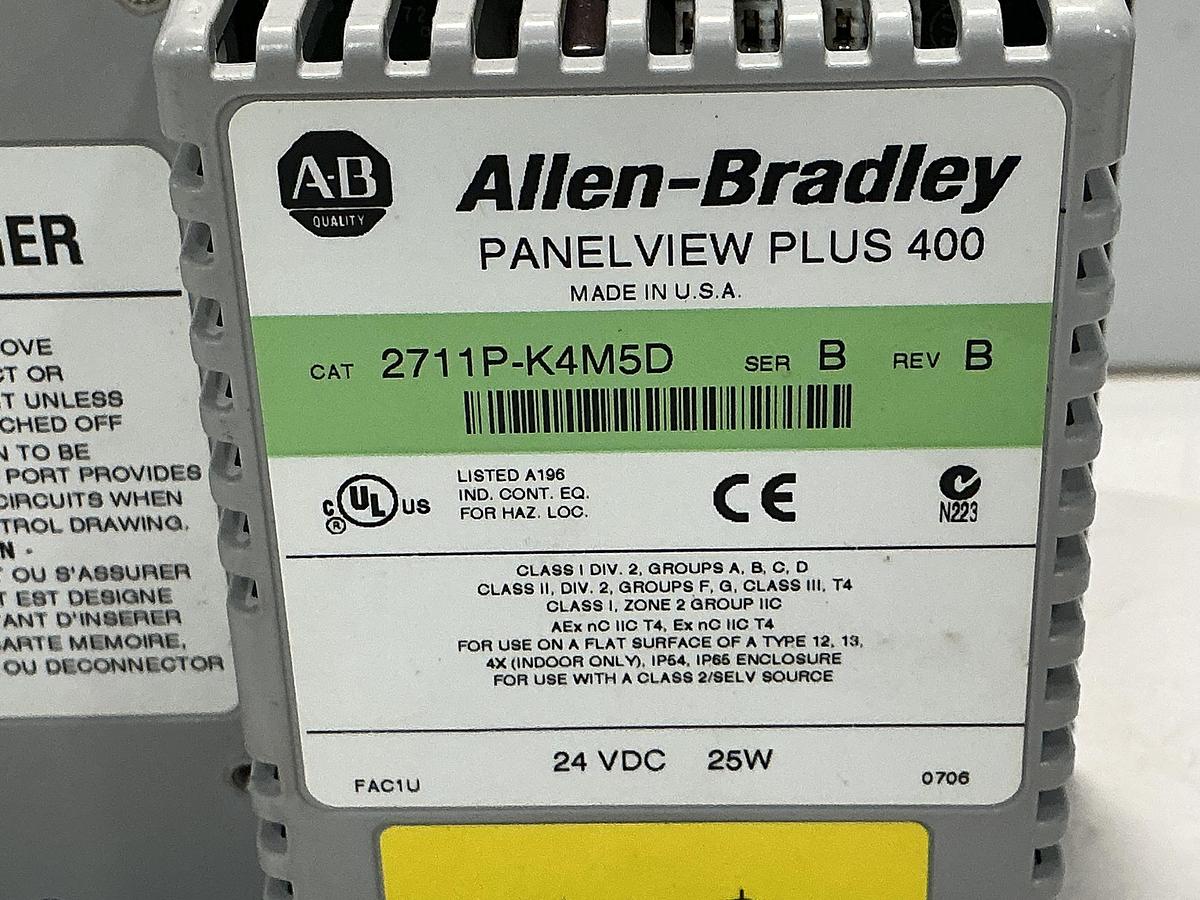 GER
OVE
CT OR
T UNLESS
CHED OFF
N TO BE
PORT PROVIDES
CIRCUITS WHEN
TROL DRAWING.
N -
T OU S'ASSURER
T EST DESIGNE
ANT D'INSERER
ARTE MEMOIRE,
OU DECONNECTOR
A-B
QUALITY
Allen-Bradley
PANELVIEW PLUS 400
MADE IN U.S.A.
CAT 2711P-K4M5D SER B REV B
C UL US ®
LISTED A196
IND. CONT. EQ.
FOR HAZ. LOC.
CE
N223
CLASS I DIV. 2, GROUPS A, B, C, D
CLASS II, DIV. 2, GROUPS F, G, CLASS III, T4
CLASS I, ZONE 2 GROUP IIC
AEx nC IIC T4, Ex nC IIC T4
FOR USE ON A FLAT SURFACE OF A TYPE 12, 13,
4X (INDOOR ONLY), IP54, IP65 ENCLOSURE
FOR USE WITH A CLASS 2/SELV SOURCE
24 VDC 25W
FAC1U 0706